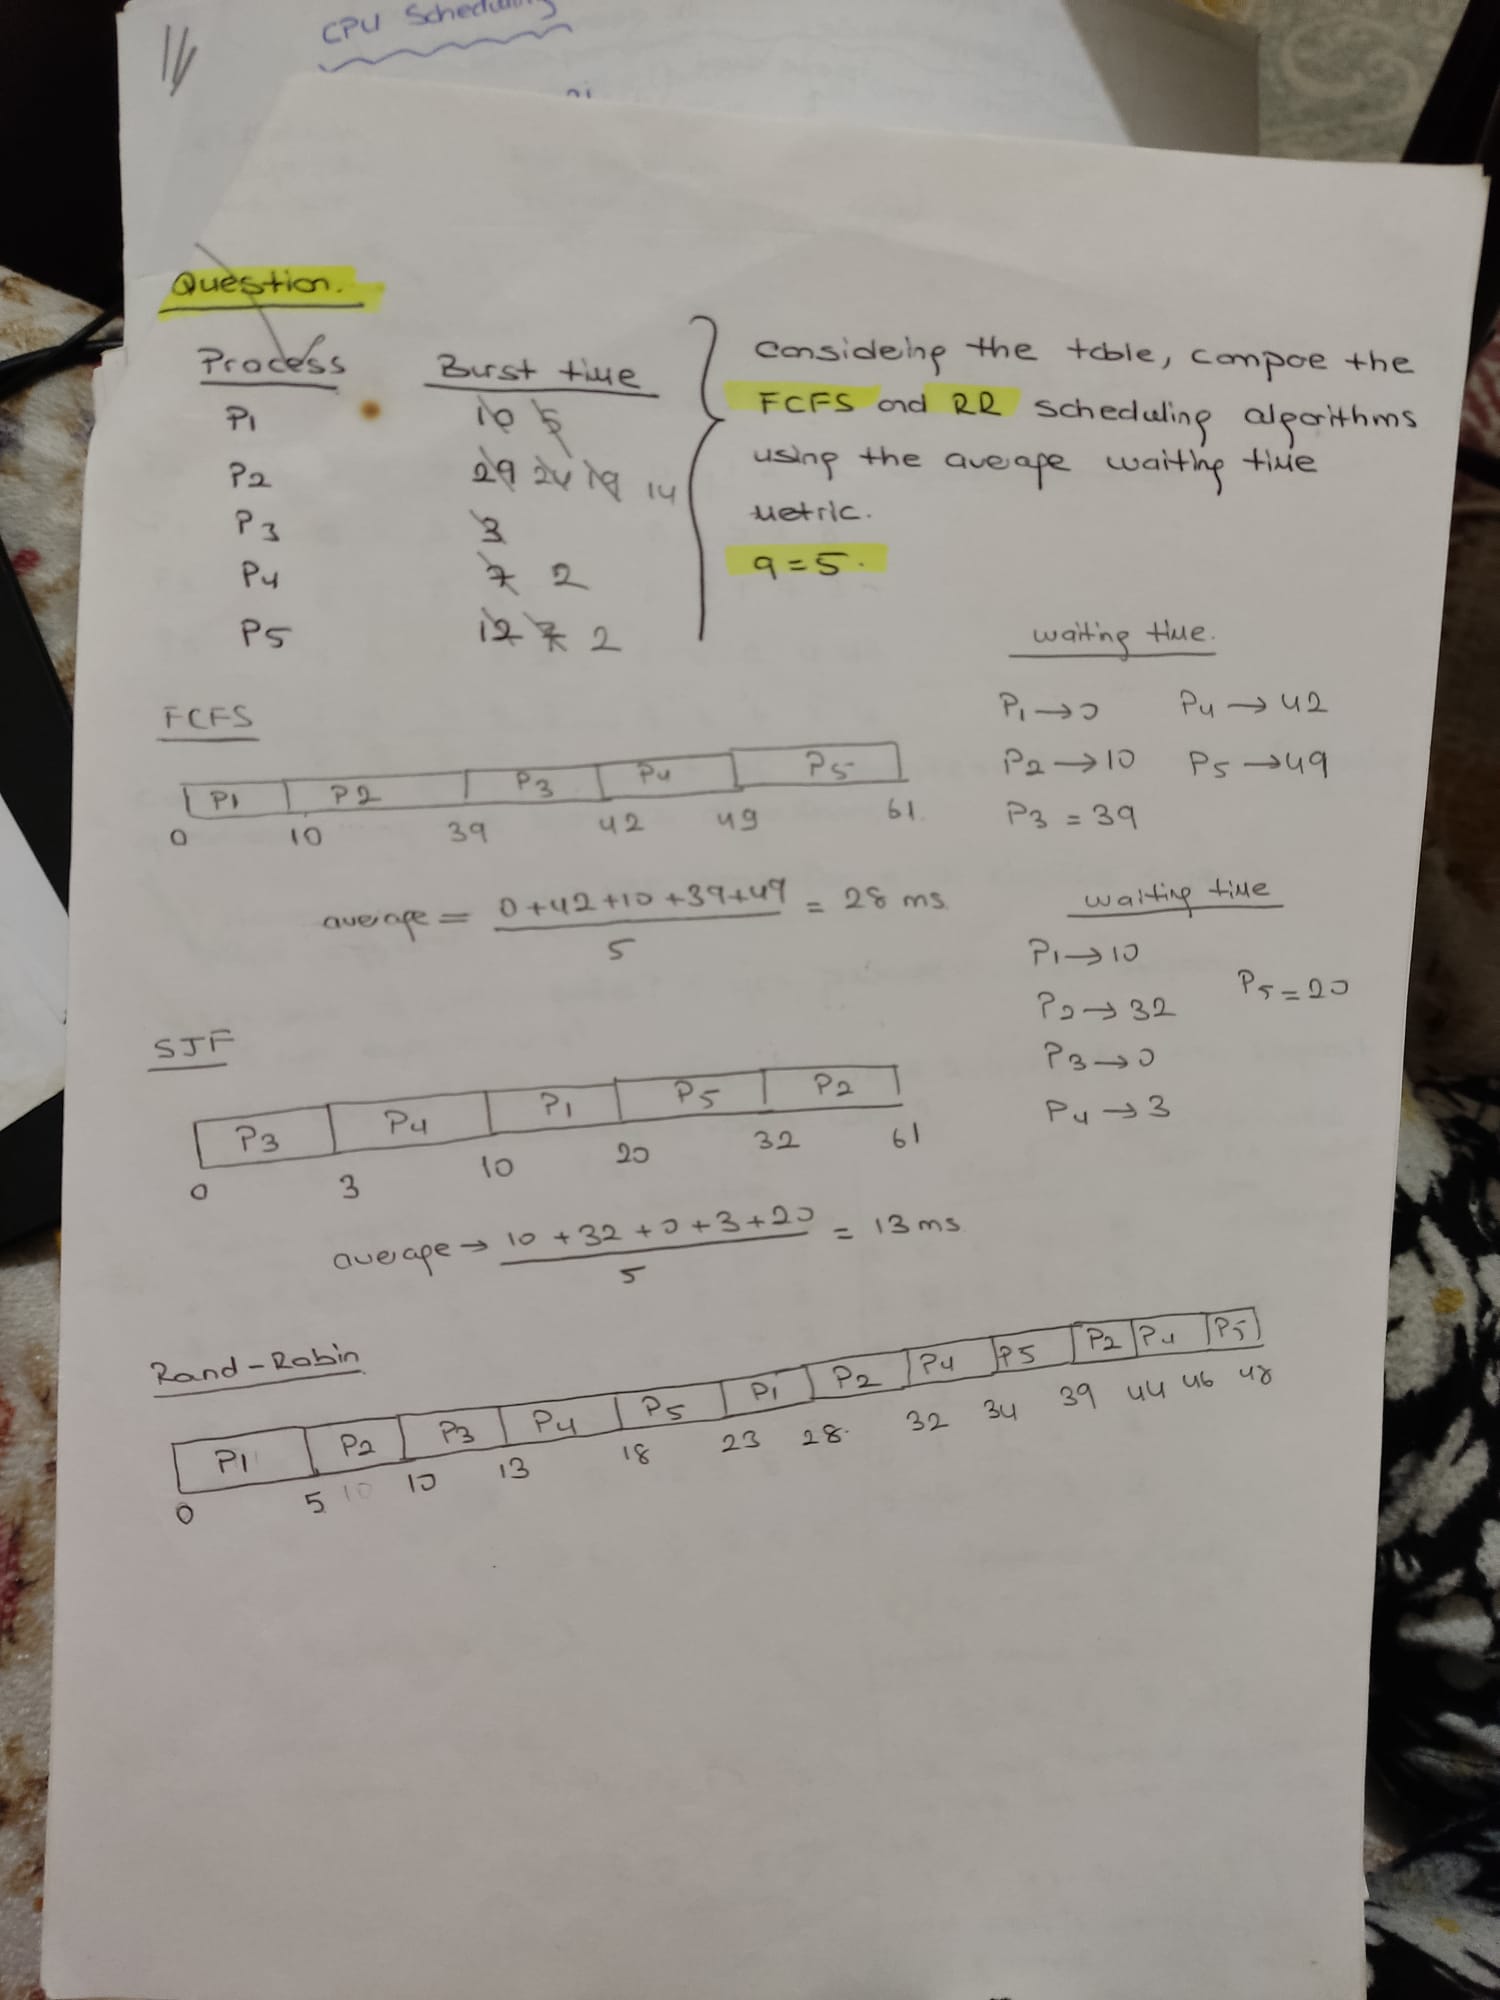 CPU Scheduling
Question.
Process Burst time
P1 10 5
P2 29 24 19 14
P3 3
P4 7 2
P5 12 7 2
Consideing the table, compoe the
FCFS and RR scheduling algorithms
using the average waiting time
metric.
q = 5.
waiting time.
P1 → 0 P4 → 42
P2 → 10 P5 → 49
P3 = 39
FCFS
P1 P2 P3 P4 P5
0 10 39 42 49 61
average = 0+42+10+39+49 / 5 = 28 ms
waiting time
P1 → 10
P2 → 32 P5 = 20
P3 → 0
P4 → 3
SJF
P3 P4 P1 P5 P2
0 3 10 20 32 61
average → 10+32+0+3+20 / 5 = 13 ms
Rand-Robin
P1 P2 P3 P4 P5 P1 P2 P4 P5 P2 P4 P5
0 5 10 10 13 18 23 28. 32 34 39 44 46 48